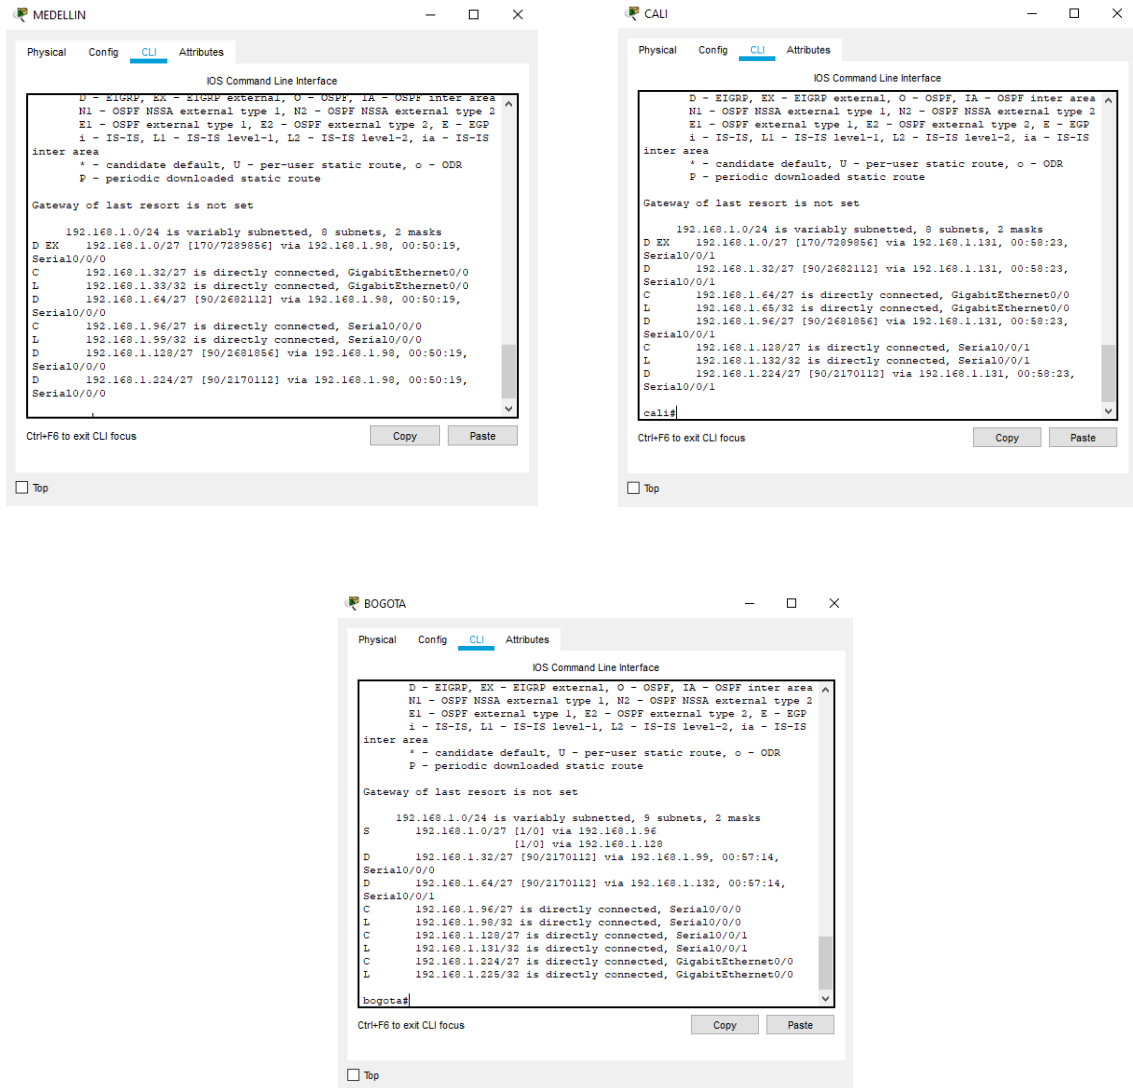 MEDELLIN
Physical Config CLI Attributes
IOS Command Line Interface
D - EIGRP, EX - EIGRP external, O - OSPF, IA - OSPF inter area
N1 - OSPF NSSA external type 1, N2 - OSPF NSSA external type 2
E1 - OSPF external type 1, E2 - OSPF external type 2, E - EGP
i - IS-IS, L1 - IS-IS level-1, L2 - IS-IS level-2, ia - IS-IS
inter area
* - candidate default, U - per-user static route, o - ODR
P - periodic downloaded static route
Gateway of last resort is not set
192.168.1.0/24 is variably subnetted, 8 subnets, 2 masks
D EX 192.168.1.0/27 [170/7289856] via 192.168.1.98, 00:50:19,
Serial0/0/0
C 192.168.1.32/27 is directly connected, GigabitEthernet0/0
L 192.168.1.33/32 is directly connected, GigabitEthernet0/0
D 192.168.1.64/27 [90/2682112] via 192.168.1.98, 00:50:19,
Serial0/0/0
C 192.168.1.96/27 is directly connected, Serial0/0/0
L 192.168.1.99/32 is directly connected, Serial0/0/0
D 192.168.1.128/27 [90/2681856] via 192.168.1.98, 00:50:19,
Serial0/0/0
D 192.168.1.224/27 [90/2170112] via 192.168.1.98, 00:50:19,
Serial0/0/0
Ctrl+F6 to exit CLI focus
Copy Paste
Top
CALI
Physical Config CLI Attributes
IOS Command Line Interface
D - EIGRP, EX - EIGRP external, O - OSPF, IA - OSPF inter area
N1 - OSPF NSSA external type 1, N2 - OSPF NSSA external type 2
E1 - OSPF external type 1, E2 - OSPF external type 2, E - EGP
i - IS-IS, L1 - IS-IS level-1, L2 - IS-IS level-2, ia - IS-IS
inter area
* - candidate default, U - per-user static route, o - ODR
P - periodic downloaded static route
Gateway of last resort is not set
192.168.1.0/24 is variably subnetted, 8 subnets, 2 masks
D EX 192.168.1.0/27 [170/7289856] via 192.168.1.131, 00:58:23,
Serial0/0/1
D 192.168.1.32/27 [90/2682112] via 192.168.1.131, 00:58:23,
Serial0/0/1
C 192.168.1.64/27 is directly connected, GigabitEthernet0/0
L 192.168.1.65/32 is directly connected, GigabitEthernet0/0
D 192.168.1.96/27 [90/2681856] via 192.168.1.131, 00:58:23,
Serial0/0/1
C 192.168.1.128/27 is directly connected, Serial0/0/1
L 192.168.1.132/32 is directly connected, Serial0/0/1
D 192.168.1.224/27 [90/2170112] via 192.168.1.131, 00:58:23,
Serial0/0/1
cali#
Ctrl+F6 to exit CLI focus
Copy Paste
Top
BOGOTA
Physical Config CLI Attributes
IOS Command Line Interface
D - EIGRP, EX - EIGRP external, O - OSPF, IA - OSPF inter area
N1 - OSPF NSSA external type 1, N2 - OSPF NSSA external type 2
E1 - OSPF external type 1, E2 - OSPF external type 2, E - EGP
i - IS-IS, L1 - IS-IS level-1, L2 - IS-IS level-2, ia - IS-IS
inter area
* - candidate default, U - per-user static route, o - ODR
P - periodic downloaded static route
Gateway of last resort is not set
192.168.1.0/24 is variably subnetted, 9 subnets, 2 masks
S 192.168.1.0/27 [1/0] via 192.168.1.96
[1/0] via 192.168.1.128
D 192.168.1.32/27 [90/2170112] via 192.168.1.99, 00:57:14,
Serial0/0/0
D 192.168.1.64/27 [90/2170112] via 192.168.1.132, 00:57:14,
Serial0/0/1
C 192.168.1.96/27 is directly connected, Serial0/0/0
L 192.168.1.98/32 is directly connected, Serial0/0/0
C 192.168.1.128/27 is directly connected, Serial0/0/1
L 192.168.1.131/32 is directly connected, Serial0/0/1
C 192.168.1.224/27 is directly connected, GigabitEthernet0/0
L 192.168.1.225/32 is directly connected, GigabitEthernet0/0
bogota#
Ctrl+F6 to exit CLI focus
Copy Paste
Top